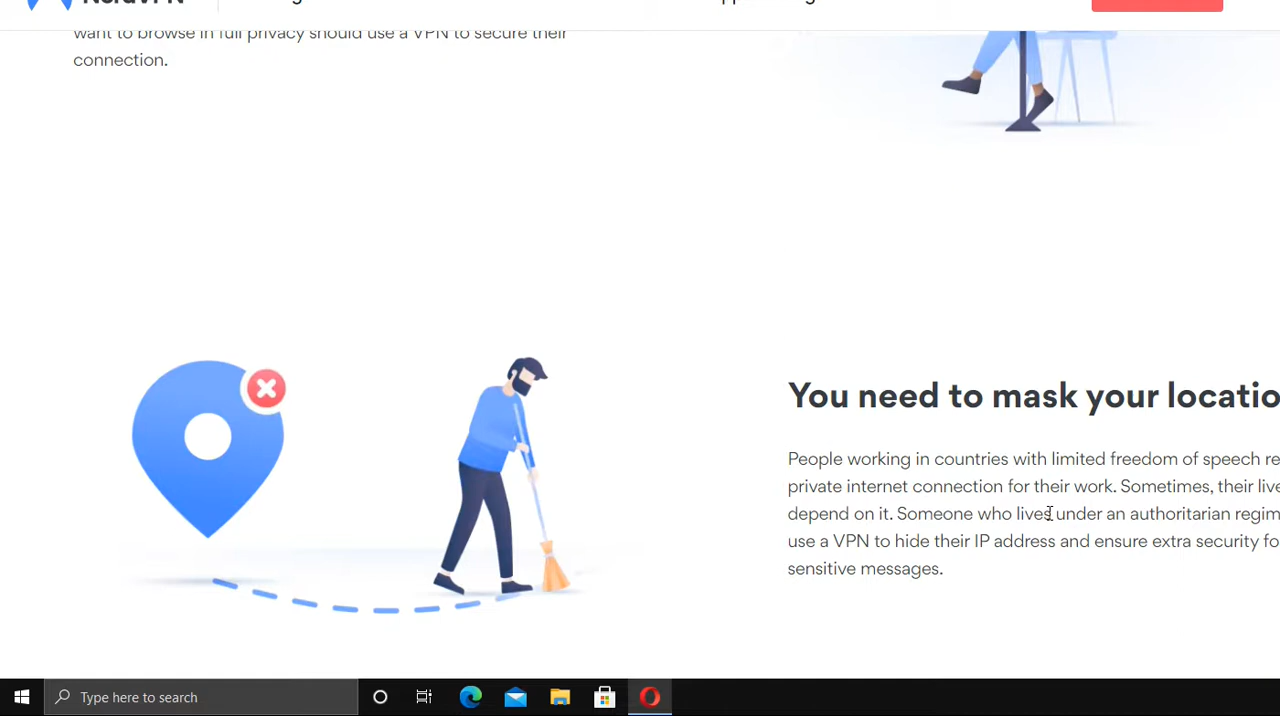 want to browse in full privacy should use a VPN to secure their
connection.
You need to mask your locatio
People working in countries with limited freedom of speech re
private internet connection for their work. Sometimes, their live
depend on it. Someone who lives under an authoritarian regim
use a VPN to hide their IP address and ensure extra security fo
sensitive messages.
Type here to search